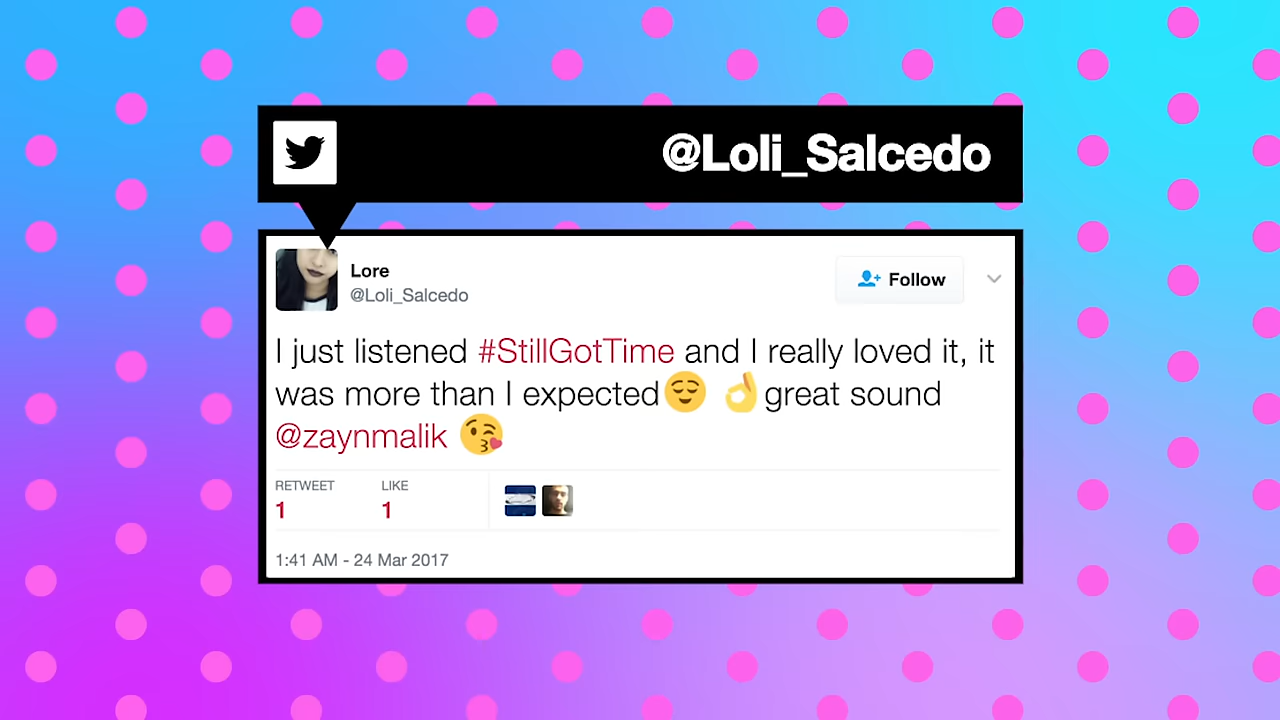 @Loli_Salcedo
Lore
@Loli_Salcedo
Follow
I just listened #StillGotTime and I really loved it, it
was more than I expected😌 👌great sound
@zaynmalik 😘
RETWEET LIKE
1 1
1:41 AM - 24 Mar 2017